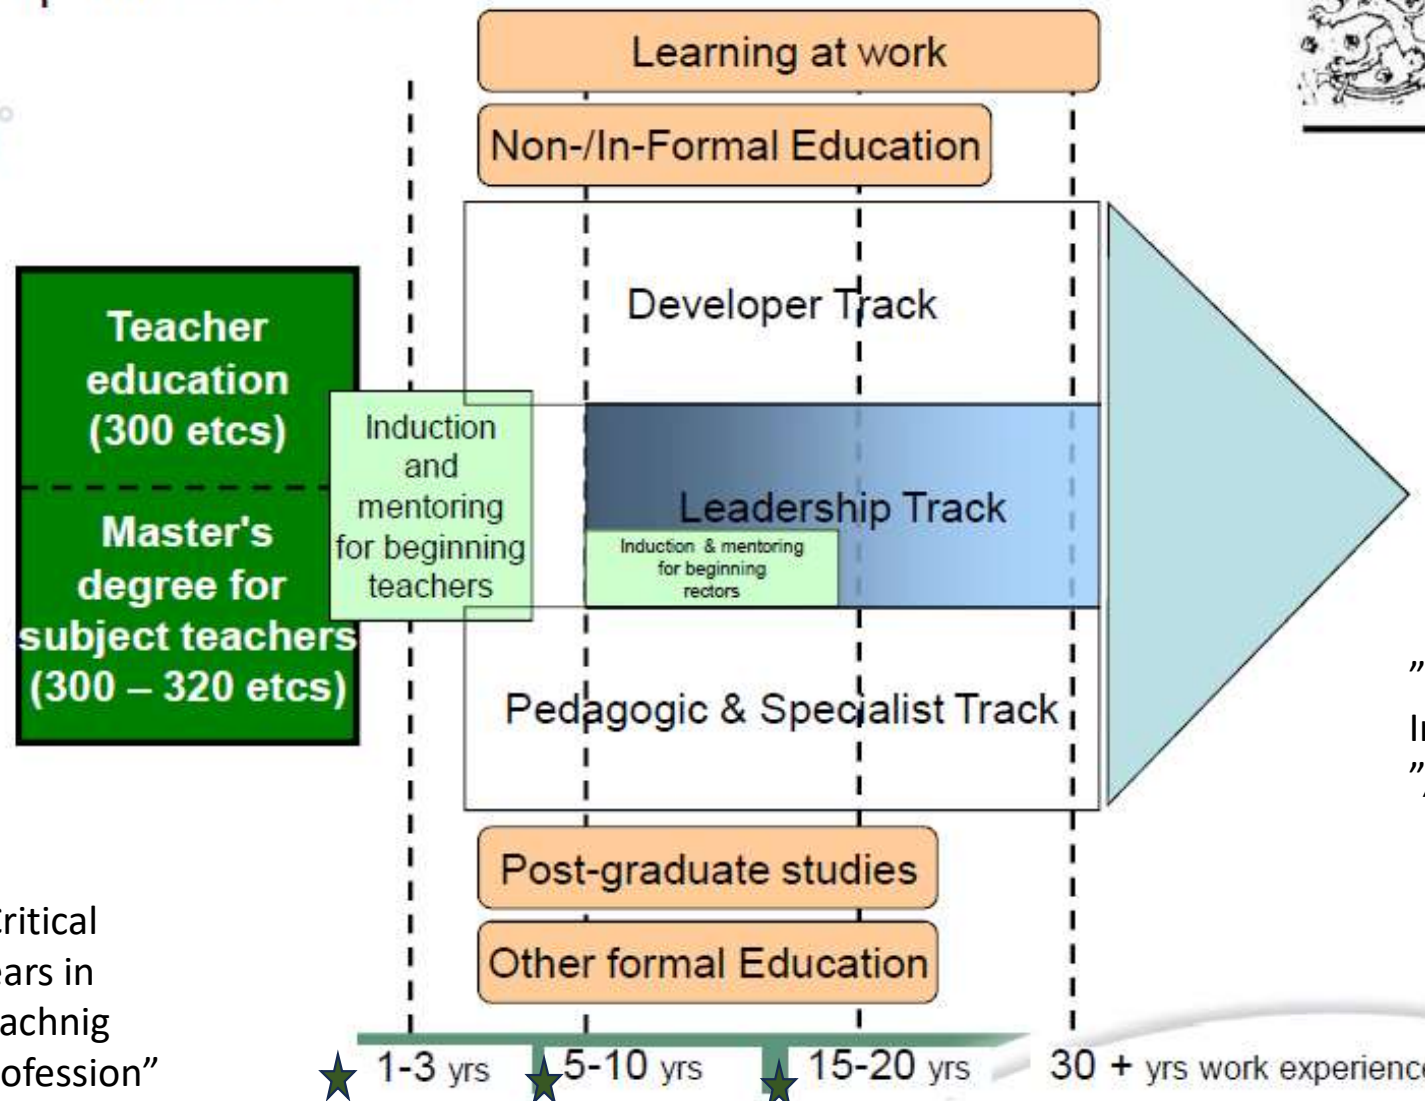 Learning at work
Non-/In-Formal Education
Developer Track
Teacher
education
(300 etcs)
Master's
degree for
subject teachers
(300 – 320 etcs)
Induction
and
mentoring
for beginning
teachers
Leadership Track
Induction & mentoring
for beginning
rectors
Pedagogic & Specialist Track
Post-graduate studies
Other formal Education
ritical
ears in
achnig
ofession”
1-3 yrs
5-10 yrs
15-20 yrs
30 + yrs work experience